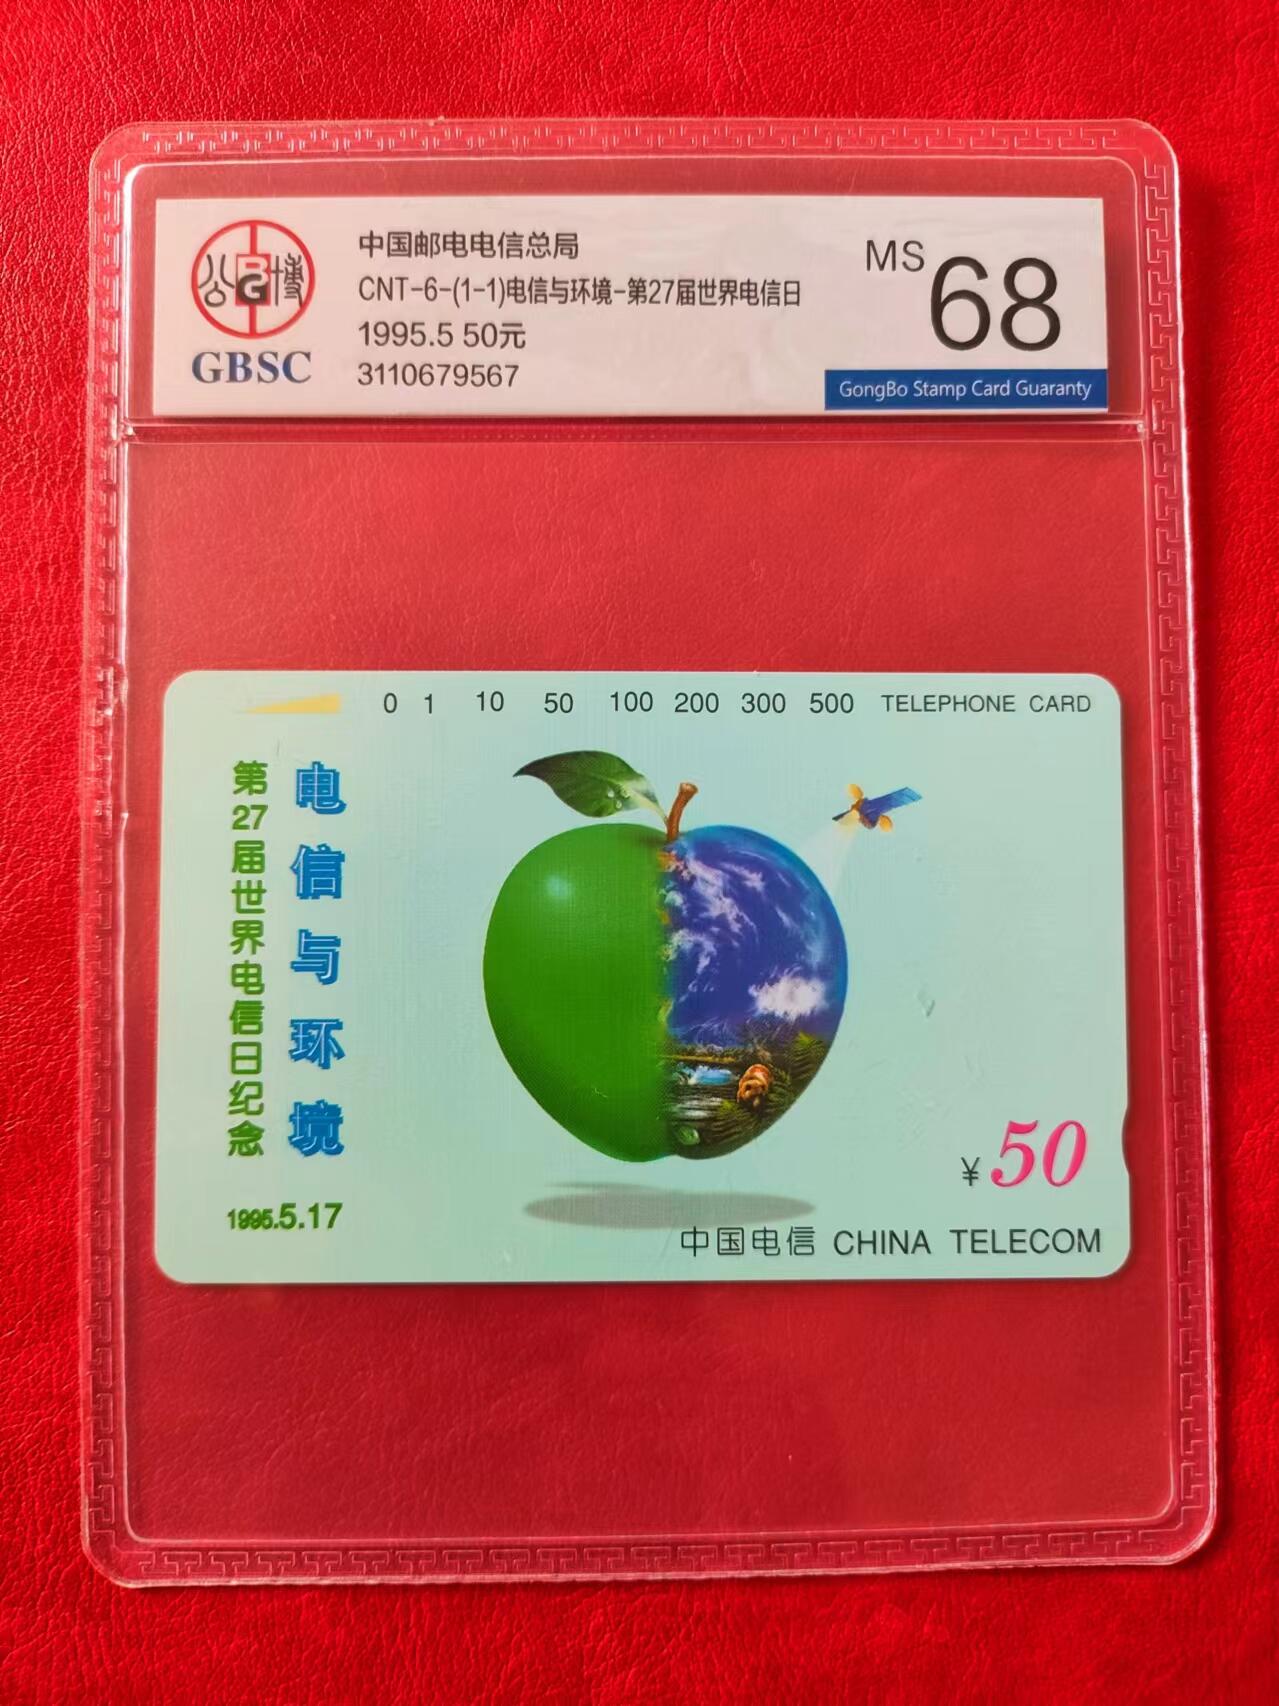 公博
BG
GBSC
中国邮电电信总局
CNT-6-(1-1)电信与环境-第27届世界电信日
1995.5 50元
3110679567
MS 68
GongBo Stamp Card Guaranty
0 1 10 50 100 200 300 500 TELEPHONE CARD
电信与环境
第27届世界电信日纪念
1995.5.17
¥50
中国电信 CHINA TELECOM